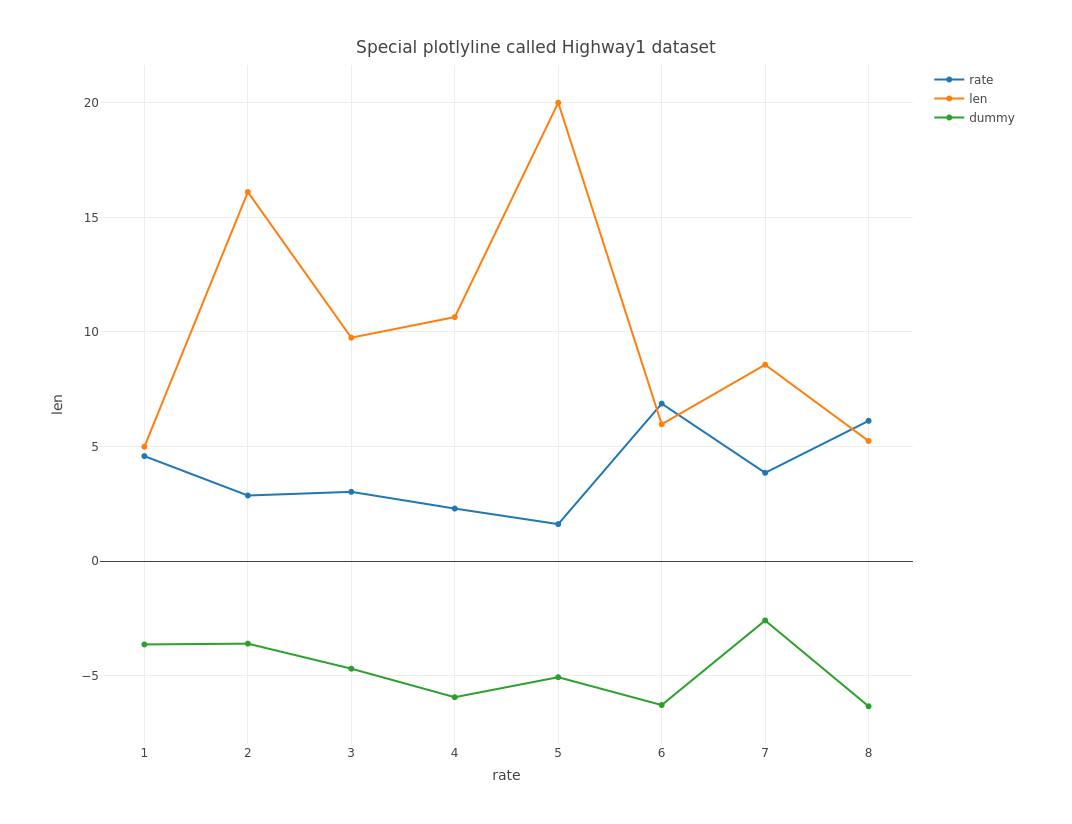 Special plotlyline called Highway1 dataset
rate
len
dummy
20
15
10
5
0
−5
len
1 2 3 4 5 6 7 8
rate